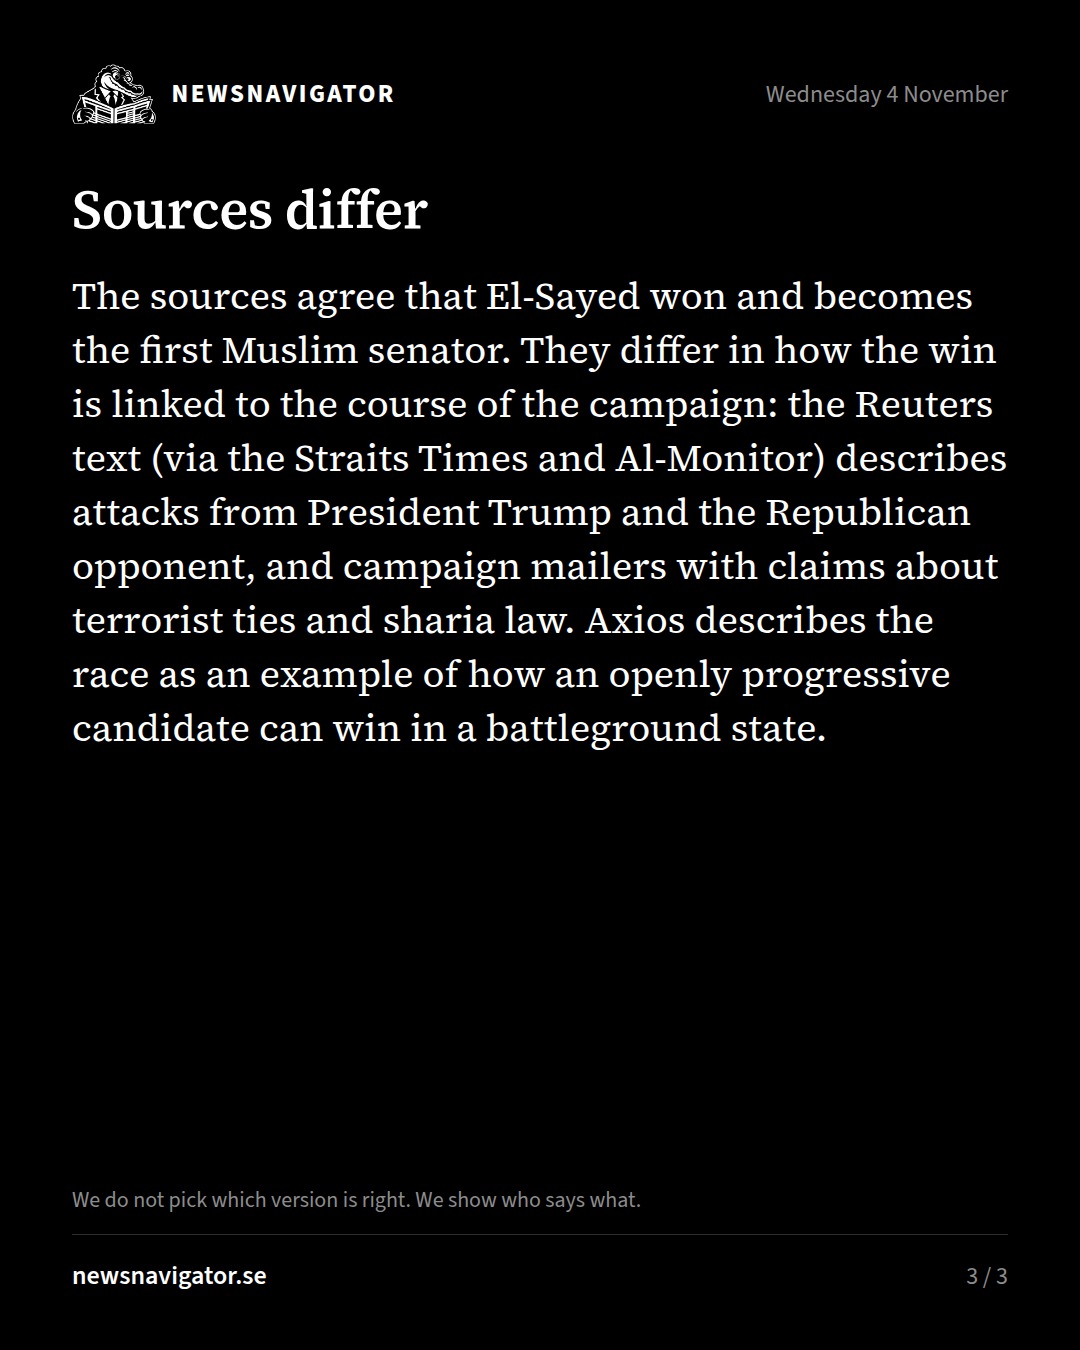 NEWSNAVIGATOR
Wednesday 4 November
Sources differ
The sources agree that El-Sayed won and becomes
the first Muslim senator. They differ in how the win
is linked to the course of the campaign: the Reuters
text (via the Straits Times and Al-Monitor) describes
attacks from President Trump and the Republican
opponent, and campaign mailers with claims about
terrorist ties and sharia law. Axios describes the
race as an example of how an openly progressive
candidate can win in a battleground state.
We do not pick which version is right. We show who says what.
newsnavigator.se
3 / 3